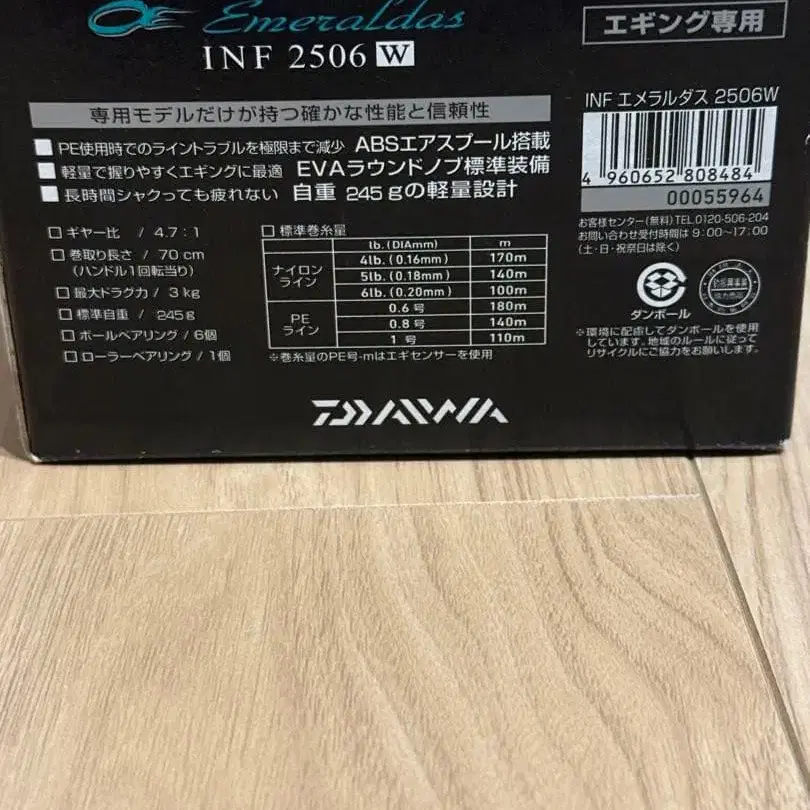 Emeraldas
INF 2506 W
専用モデルだけが持つ確かな性能と信頼性
PE使用時でのライントラブルを極限まで減少 ABSエアスプール搭載
軽量で握りやすくエギングに最適 EVAラウンドノブ標準装備
長時間シャクっても疲れない 自重 245gの軽量設計
ギヤー比 / 4.7:1
巻取り長さ / 70cm
(ハンドル1回転当り)
最大ドラグ力 / 3kg
標準自重 / 245g
ボールベアリング / 6個
ローラーベアリング / 1個
標準巻糸量
lb.(DIAmm) m
ナイロンライン 4lb.(0.16mm) 170m
5lb.(0.18mm) 140m
6lb.(0.20mm) 100m
PEライン 0.6号 180m
0.8号 140m
1号 110m
※巻糸量のPE号-mはエギセンサーを使用
DAIWA
エギング専用
INF エメラルダス 2506W
4 960652 808484
00055964
お客様センター(無料)TEL.0120-506-204
お問い合わせ受付時間は 9:00~17:00
(土・日・祝祭日は除く)
ダンボール
※環境に配慮してダンボールを使用
しています。地域のルールに従って
リサイクルにご協力をお願いします。